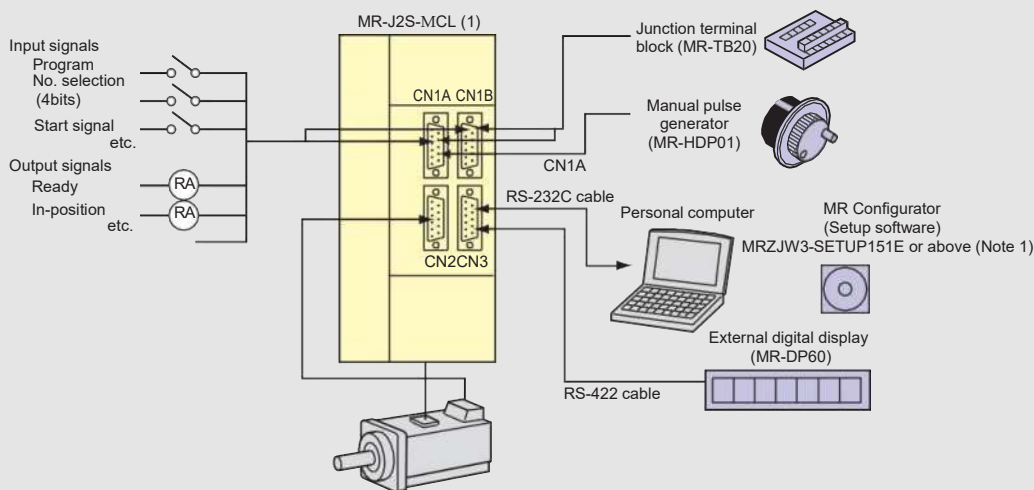 MR-J2S-MCL (1)
Input signals
Program
No. selection
(4bits)
Start signal
etc.
Output signals
Ready
RA
In-position
RA
etc.
CN1A CN1B
CN2CN3
Junction terminal
block (MR-TB20)
Manual pulse
generator
(MR-HDP01)
CN1A
RS-232C cable
Personal computer
MR Configurator
(Setup software)
MRZJW3-SETUP151E or above (Note 1)
External digital display
(MR-DP60)
RS-422 cable